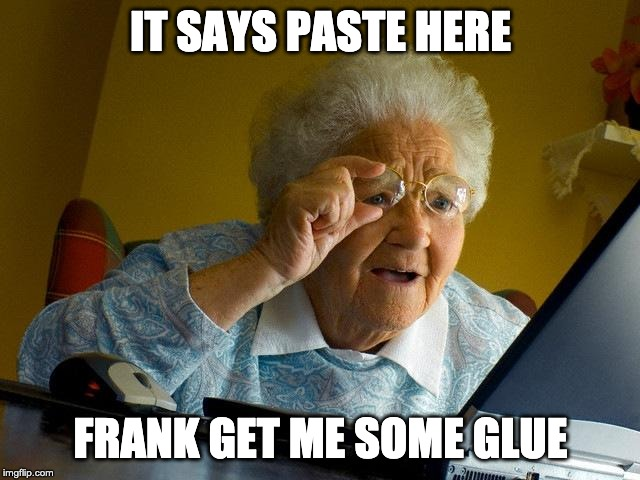 IT SAYS PASTE HERE
FRANK GET ME SOME GLUE
imgflip.com